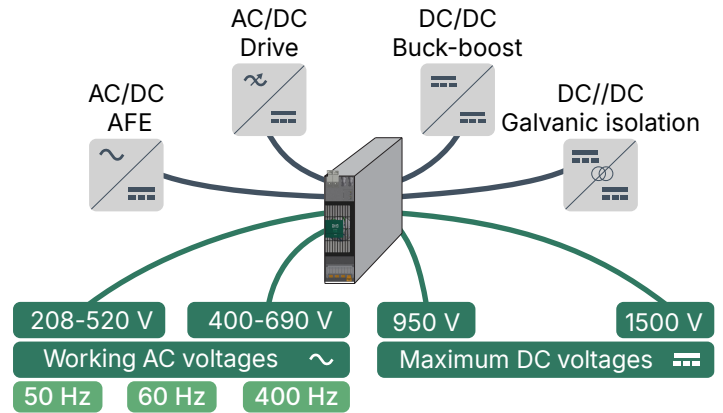 AC/DC
Drive
DC/DC
Buck-boost
AC/DC
AFE
DC//DC
Galvanic isolation
208-520 V
400-690 V
950 V
1500 V
Working AC voltages
Maximum DC voltages
50 Hz
60 Hz
400 Hz